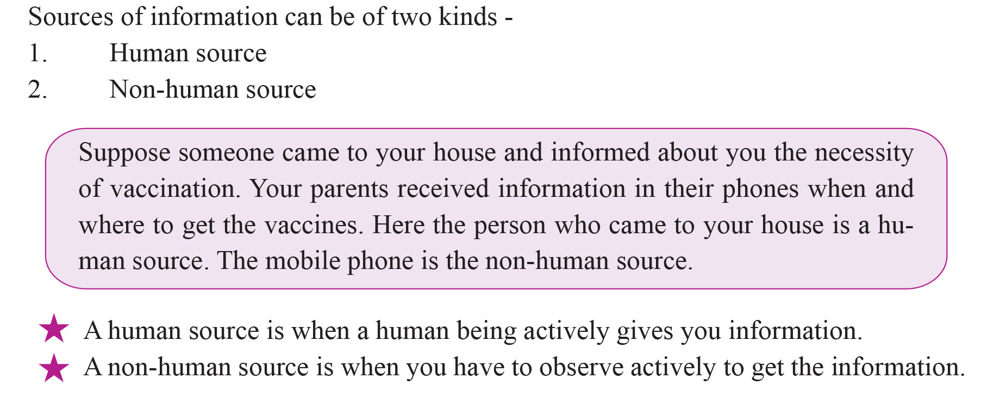 Sources of information can be of two kinds -
1. Human source
2. Non-human source
Suppose someone came to your house and informed about you the necessity
of vaccination. Your parents received information in their phones when and
where to get the vaccines. Here the person who came to your house is a hu-
man source. The mobile phone is the non-human source.
★ A human source is when a human being actively gives you information.
★ A non-human source is when you have to observe actively to get the information.